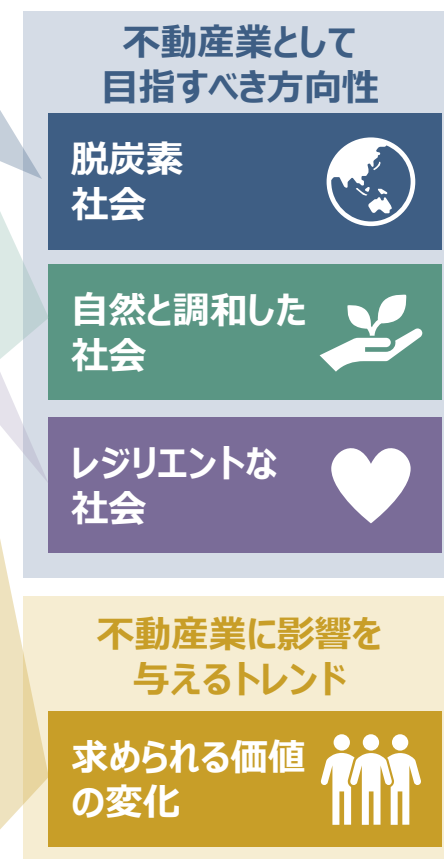 不動産業として
目指すべき方向性
脱炭素
社会
自然と調和した
社会
レジリエントな
社会
不動産業に影響を
与えるトレンド
求められる価値
の変化